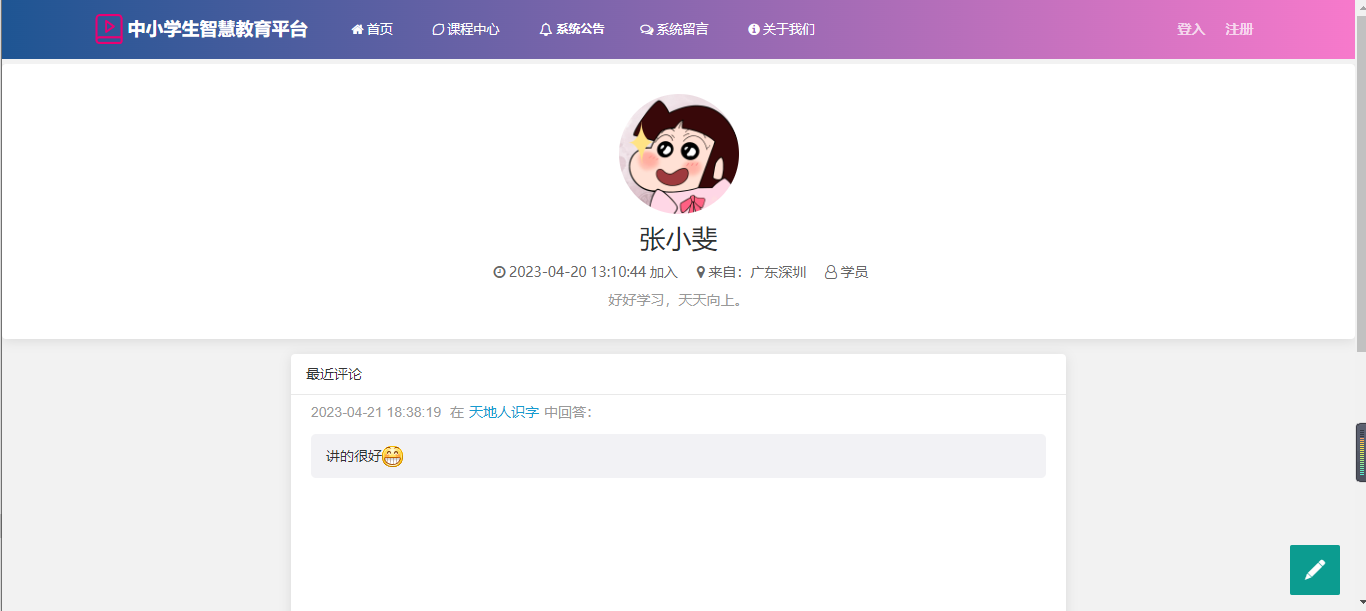 中小学生智慧教育平台 首页 课程中心 系统公告 系统留言 关于我们 登入 注册
张小斐
2023-04-20 13:10:44 加入 来自：广东深圳 学员
好好学习，天天向上。
最近评论
2023-04-21 18:38:19 在 天地人识字 中回答：
讲的很好😁